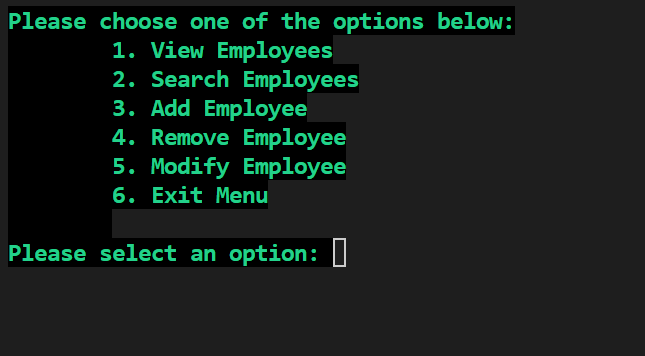 Please choose one of the options below:
1. View Employees
2. Search Employees
3. Add Employee
4. Remove Employee
5. Modify Employee
6. Exit Menu
Please select an option: